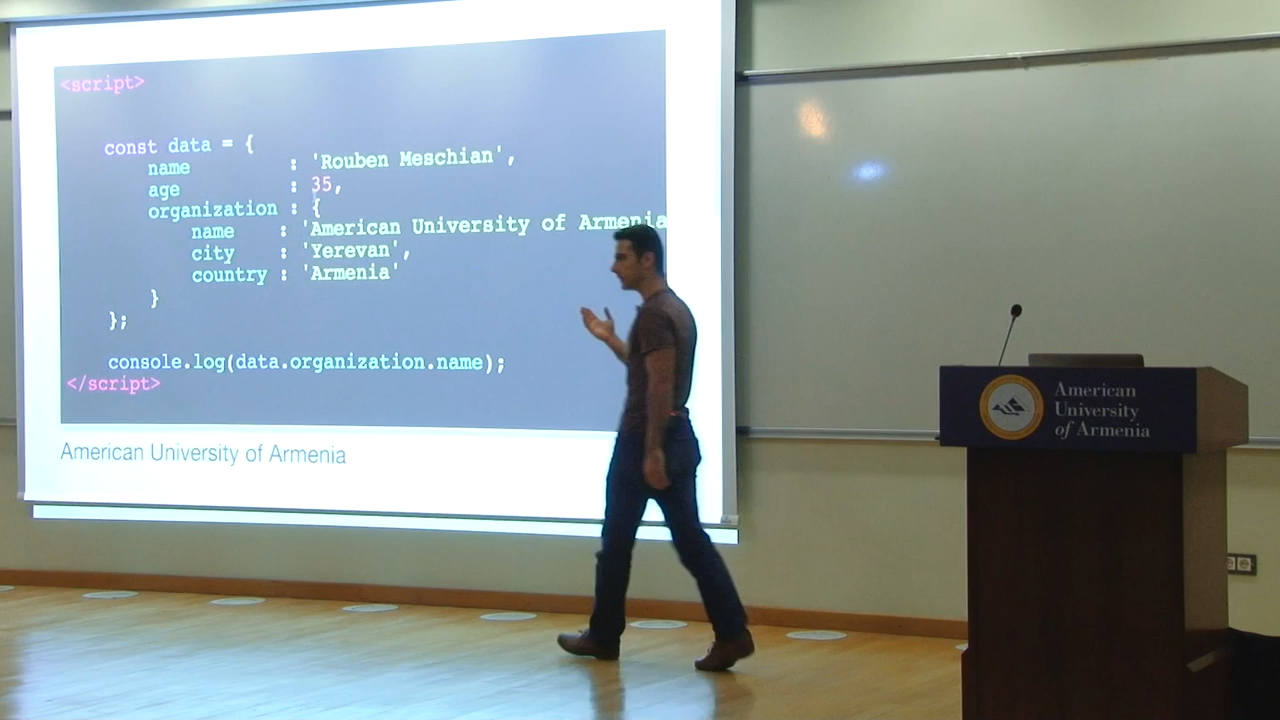 <script>
const data = {
name : 'Rouben Meschian',
age : 35,
organization : {
name : 'American University of Armenia
city : 'Yerevan',
country : 'Armenia'
}
};
console.log(data.organization.name);
</script>
American University of Armenia
American
University
of Armenia